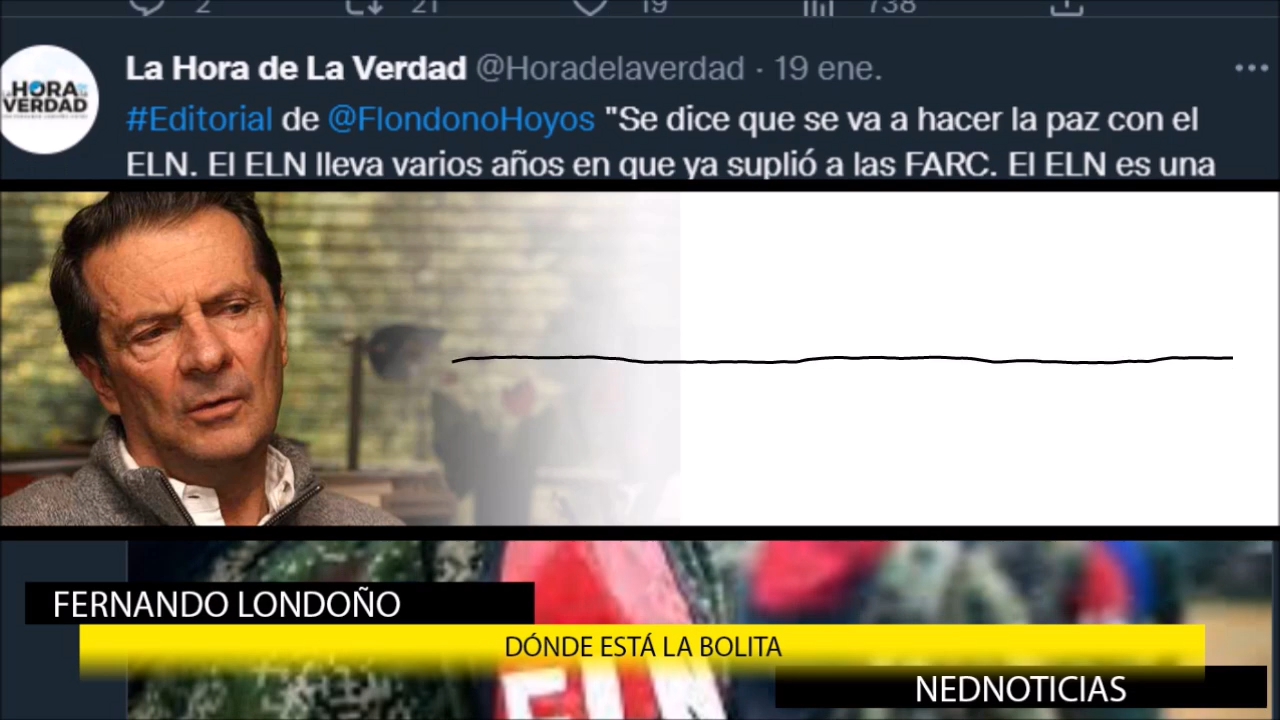 2 21 19 738
La Hora de La Verdad @Horadelaverdad · 19 ene.
HORA
VERDAD
#Editorial de @FlondonoHoyos "Se dice que se va a hacer la paz con el
ELN. El ELN lleva varios años en que ya suplió a las FARC. El ELN es una
FERNANDO LONDOÑO
DÓNDE ESTÁ LA BOLITA
ELN
NEDNOTICIAS